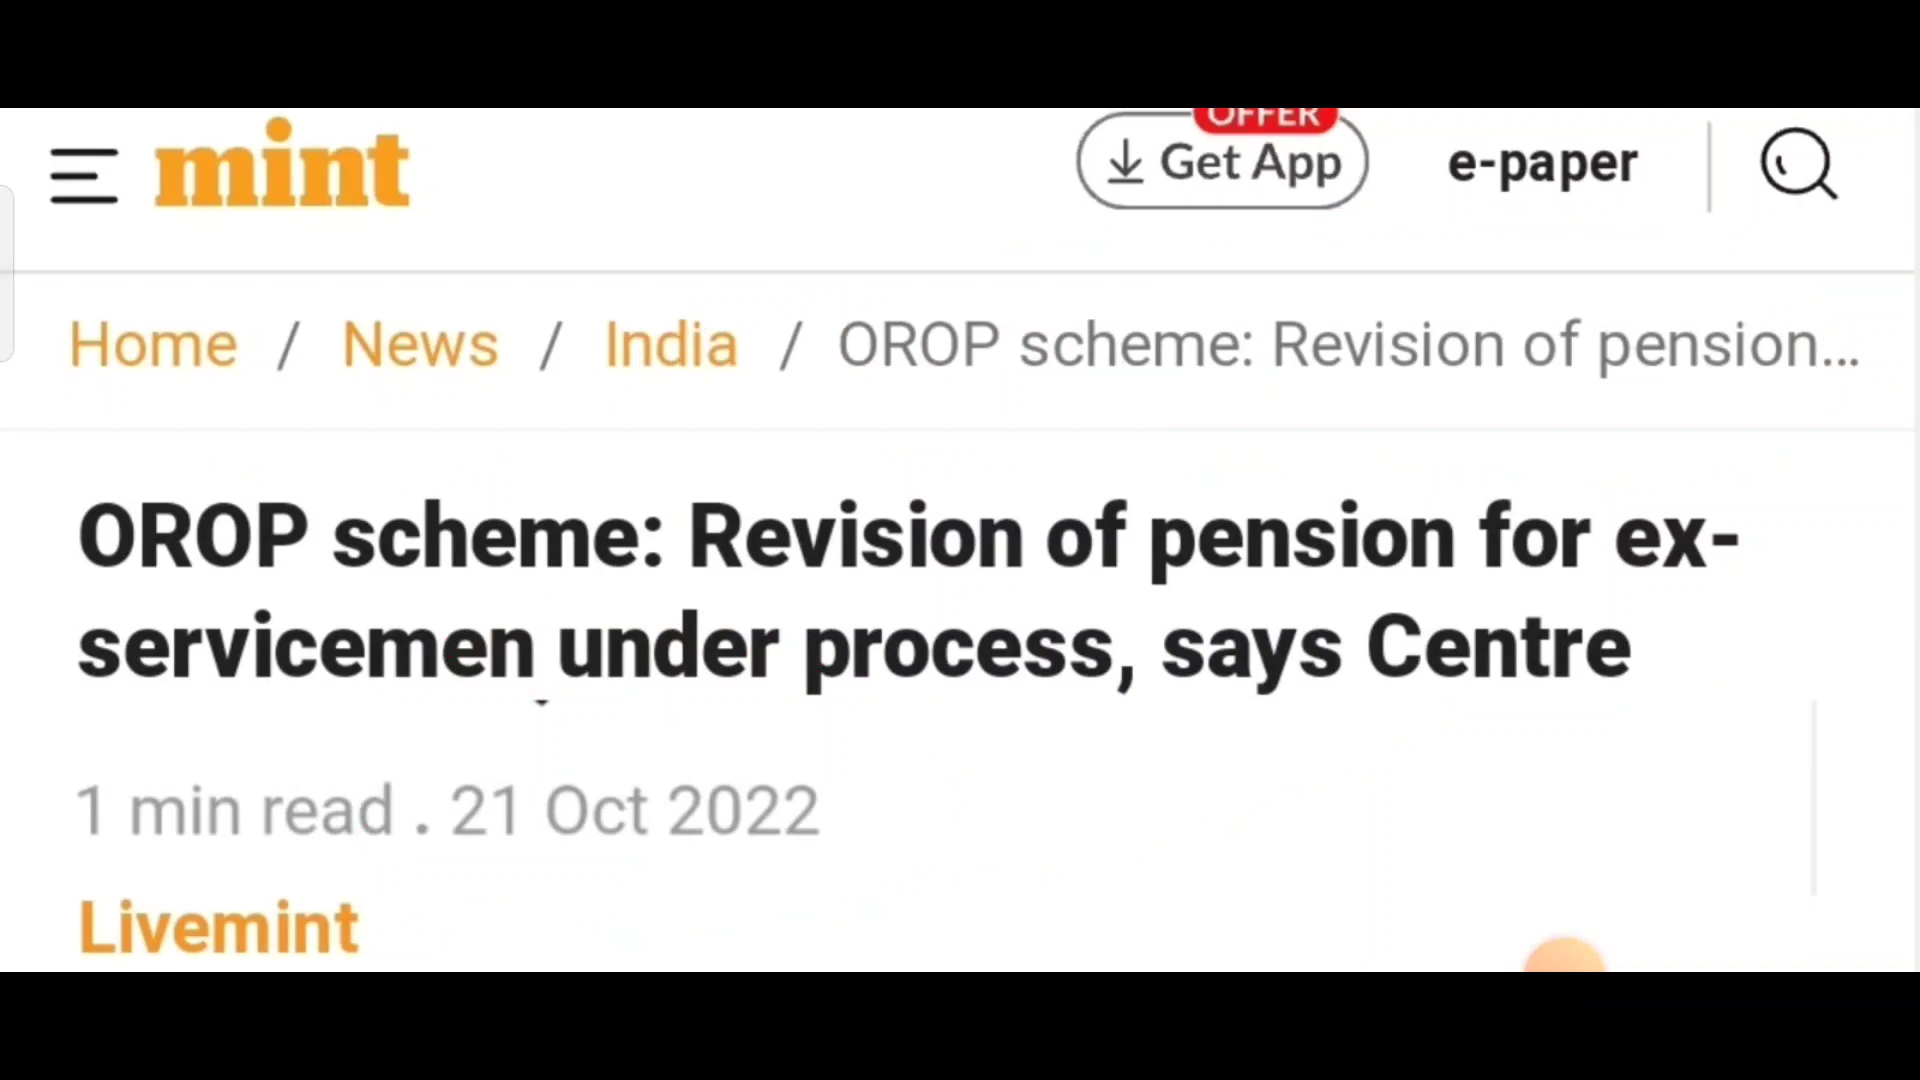 OFFER
mint Get App e-paper
Home / News / India / OROP scheme: Revision of pension...
OROP scheme: Revision of pension for ex-
servicemen under process, says Centre
1 min read . 21 Oct 2022
Livemint